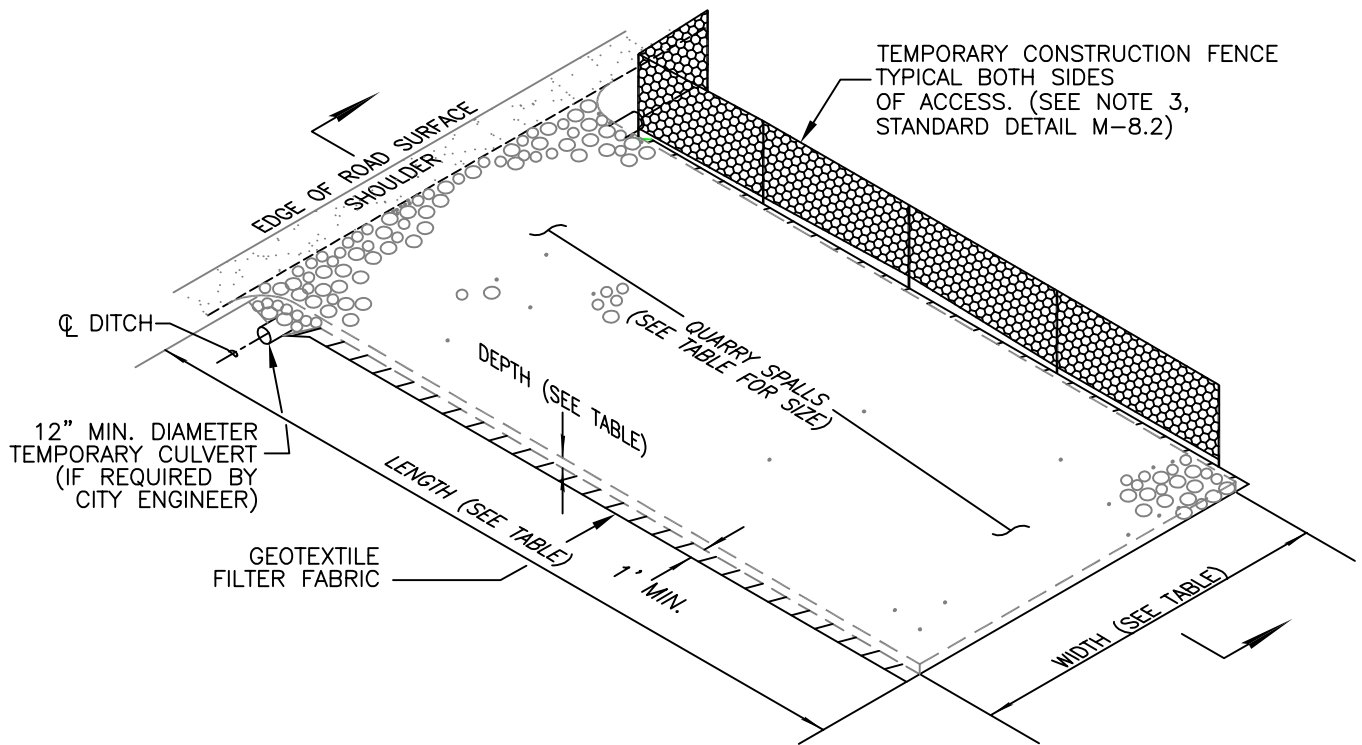 TEMPORARY CONSTRUCTION FENCE
TYPICAL BOTH SIDES
OF ACCESS. (SEE NOTE 3,
STANDARD DETAIL M-8.2)
EDGE OF ROAD SURFACE
SHOULDER
℄ DITCH
QUARRY SPALLS
(SEE TABLE FOR SIZE)
DEPTH (SEE TABLE)
12" MIN. DIAMETER
TEMPORARY CULVERT
(IF REQUIRED BY
CITY ENGINEER)
LENGTH (SEE TABLE)
GEOTEXTILE
FILTER FABRIC
1' MIN.
WIDTH (SEE TABLE)